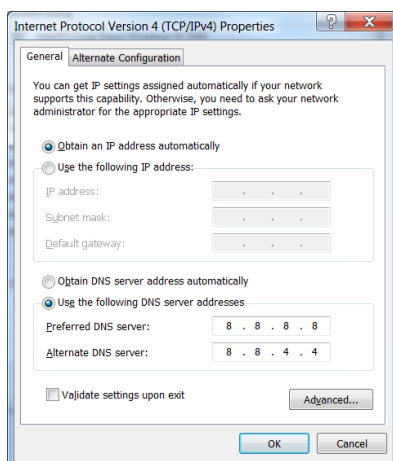 Internet Protocol Version 4 (TCP/IPv4) Properties
General Alternate Configuration
You can get IP settings assigned automatically if your network
supports this capability. Otherwise, you need to ask your network
administrator for the appropriate IP settings.
Obtain an IP address automatically
Use the following IP address:
IP address: . . .
Subnet mask: . . .
Default gateway: . . .
Obtain DNS server address automatically
Use the following DNS server addresses
Preferred DNS server: 8 . 8 . 8 . 8
Alternate DNS server: 8 . 8 . 4 . 4
Validate settings upon exit
Advanced...
OK Cancel